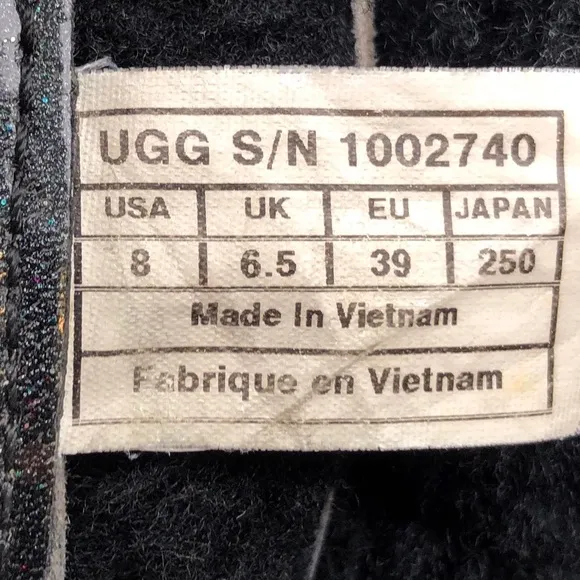 UGG S/N 1002740
USA UK EU JAPAN
8 6.5 39 250
Made In Vietnam
Fabrique en Vietnam